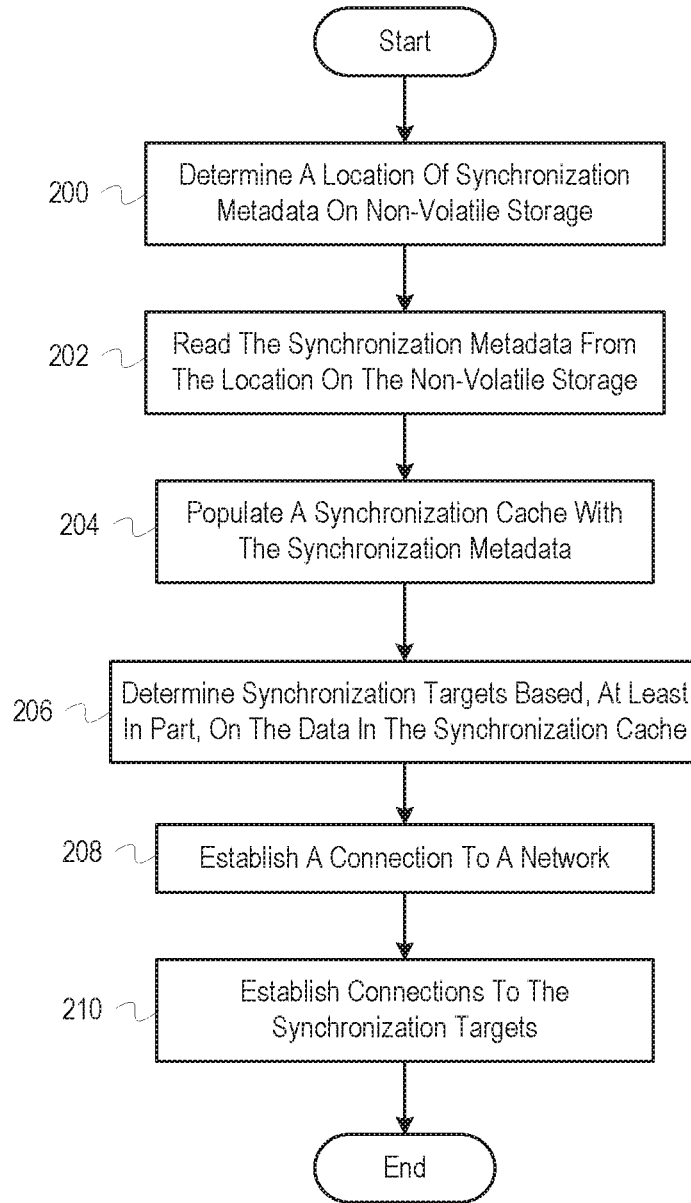 Start
200
Determine A Location Of Synchronization
Metadata On Non-Volatile Storage
202
Read The Synchronization Metadata From
The Location On The Non-Volatile Storage
204
Populate A Synchronization Cache With
The Synchronization Metadata
206
Determine Synchronization Targets Based, At Least
In Part, On The Data In The Synchronization Cache
208
Establish A Connection To A Network
210
Establish Connections To The
Synchronization Targets
End